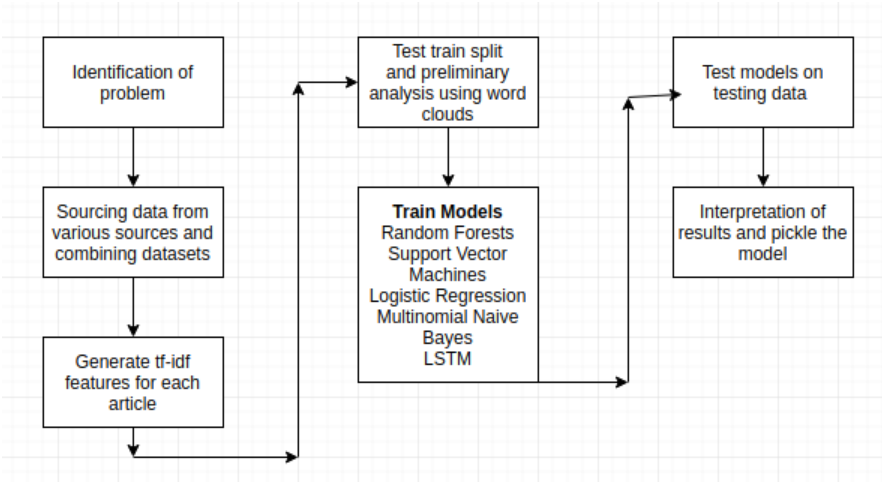 Identification of
problem
Sourcing data from
various sources and
combining datasets
Generate tf-idf
features for each
article
Test train split
and preliminary
analysis using word
clouds
Train Models
Random Forests
Support Vector
Machines
Logistic Regression
Multinomial Naive
Bayes
LSTM
Test models on
testing data
Interpretation of
results and pickle the
model